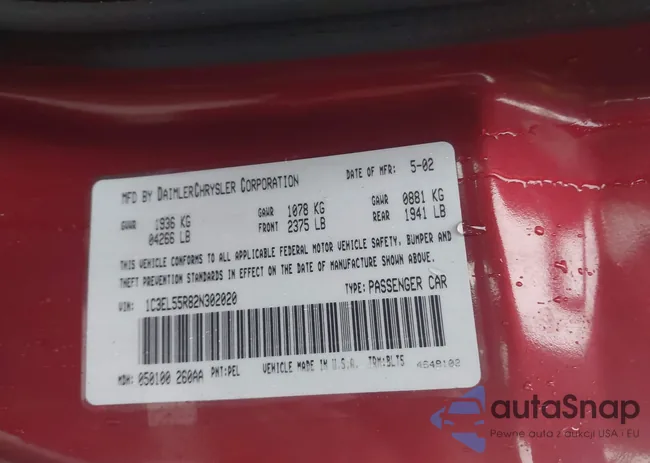 MFD BY DAIMLERCHRYSLER CORPORATION DATE OF MFR: 5-02
GVWR 1936 KG GAWR 1078 KG GAWR 0881 KG
04266 LB FRONT 2375 LB REAR 1941 LB
THIS VEHICLE CONFORMS TO ALL APPLICABLE FEDERAL MOTOR VEHICLE SAFETY, BUMPER AND
THEFT PREVENTION STANDARDS IN EFFECT ON THE DATE OF MANUFACTURE SHOWN ABOVE.
VIN: 1C3EL55R82N302020 TYPE: PASSENGER CAR
MDH: 050100 260AA PNT: PEL VEHICLE MADE IN U.S.A. TRM: BLT5 4648102
autaSnap
Pewne auta z aukcji USA i EU